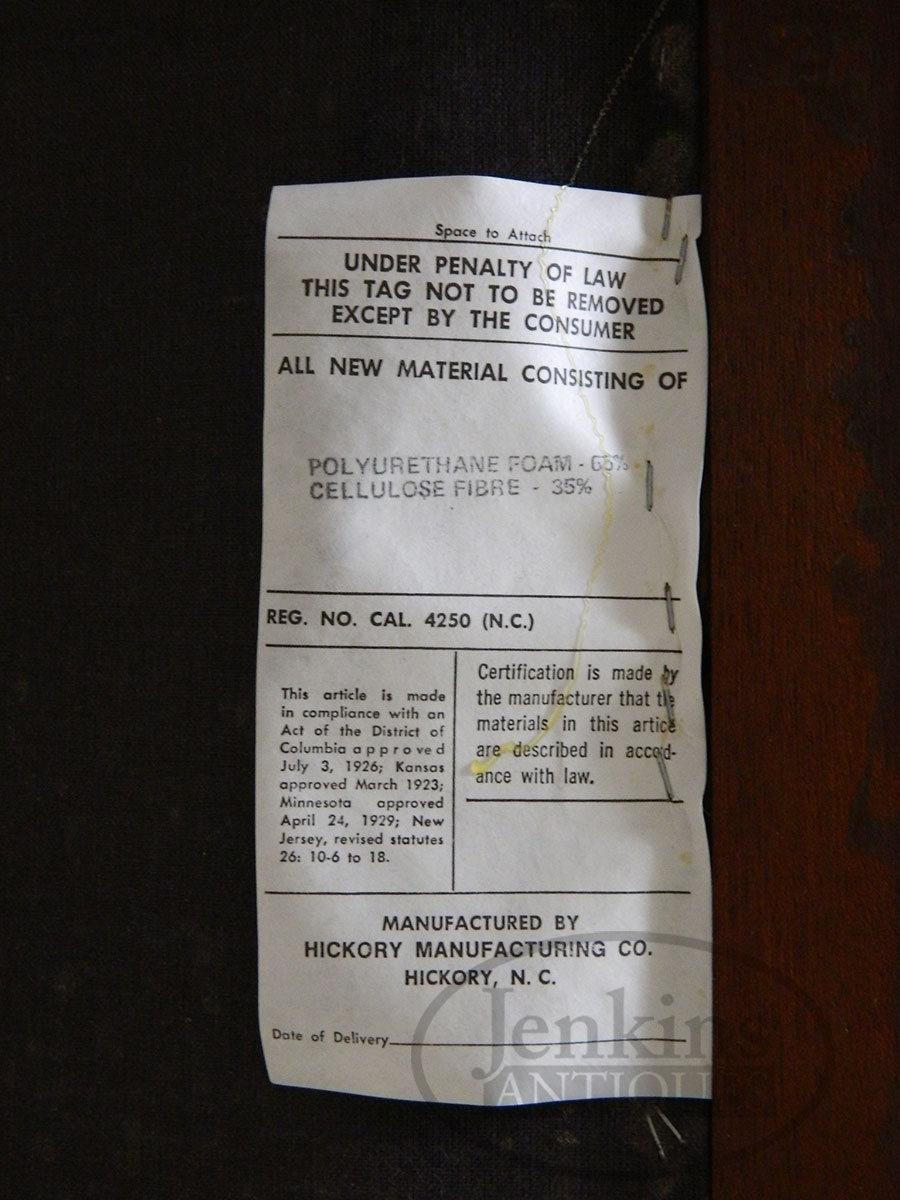 Space to Attach
UNDER PENALTY OF LAW
THIS TAG NOT TO BE REMOVED
EXCEPT BY THE CONSUMER
ALL NEW MATERIAL CONSISTING OF
POLYURETHANE FOAM - 65%
CELLULOSE FIBRE - 35%
REG. NO. CAL. 4250 (N.C.)
This article is made
in compliance with an
Act of the District of
Columbia approved
July 3, 1926; Kansas
approved March 1923;
Minnesota approved
April 24, 1929; New
Jersey, revised statutes
26: 10-6 to 18.
Certification is made by
the manufacturer that the
materials in this artice
are described in accord-
ance with law.
MANUFACTURED BY
HICKORY MANUFACTURING CO.
HICKORY, N. C.
Date of Delivery
Jenkins
ANTIQUES